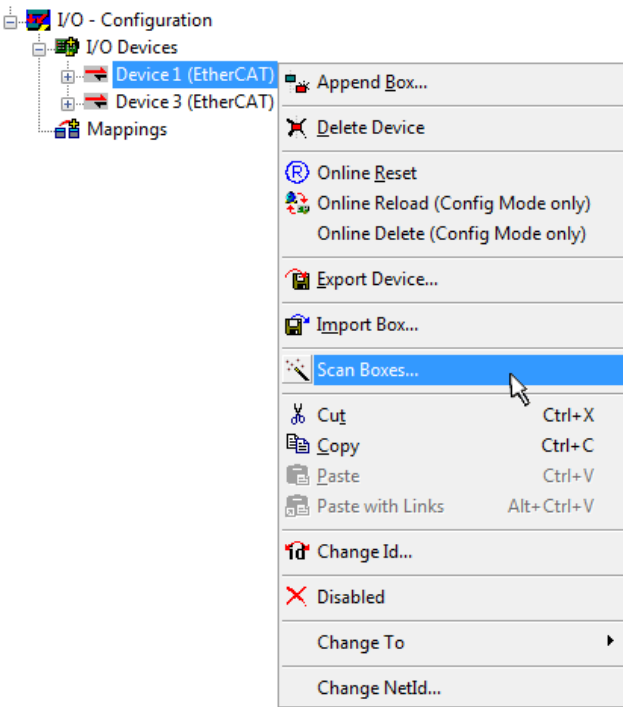 I/O - Configuration
I/O Devices
Device 1 (EtherCAT)
Device 3 (EtherCAT)
Mappings
Append Box...
Delete Device
Online Reset
Online Reload (Config Mode only)
Online Delete (Config Mode only)
Export Device...
Import Box...
Scan Boxes...
Cut Ctrl+X
Copy Ctrl+C
Paste Ctrl+V
Paste with Links Alt+Ctrl+V
Change Id...
Disabled
Change To
Change NetId...